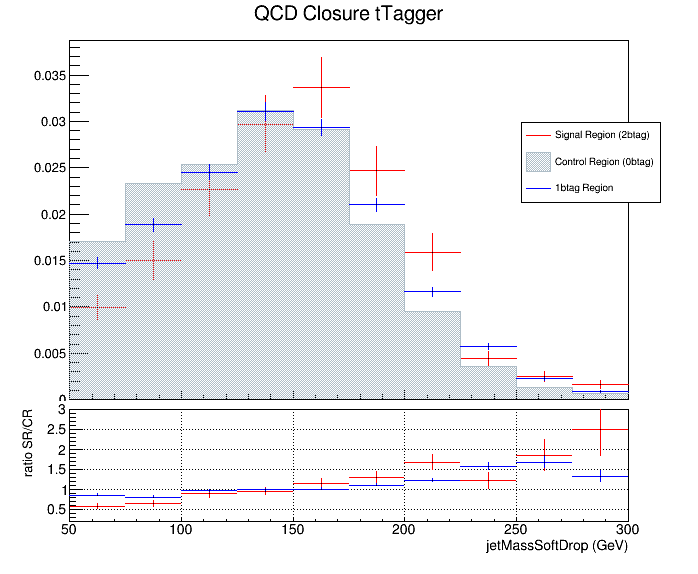 QCD Closure tTagger
0.035
0.03
0.025
0.02
0.015
0.01
0.005
0
Signal Region (2btag)
Control Region (0btag)
1btag Region
ratio SR/CR
3
2.5
2
1.5
1
0.5
50 100 150 200 250 300
jetMassSoftDrop (GeV)